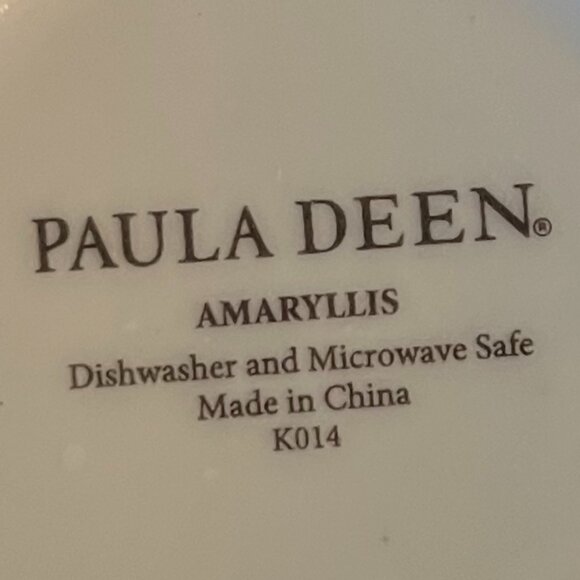 PAULA DEEN®
AMARYLLIS
Dishwasher and Microwave Safe
Made in China
K014